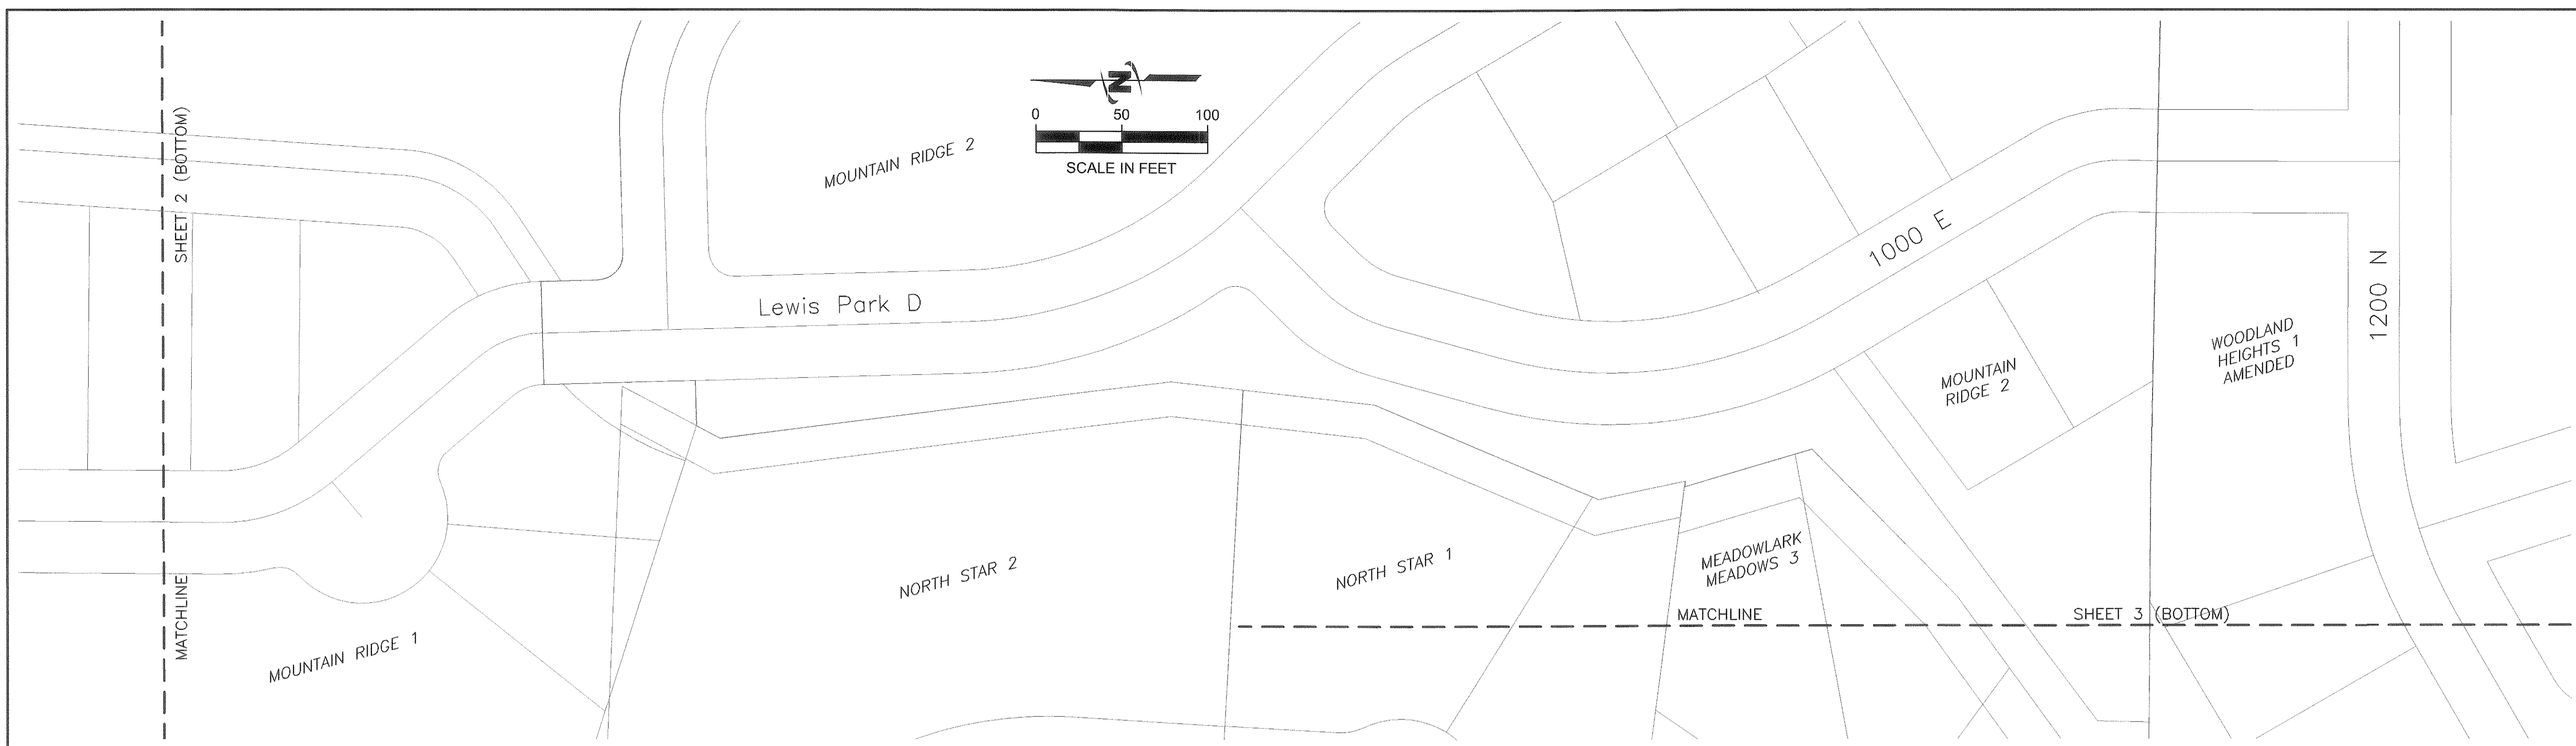 N
0 50 100
SCALE IN FEET
SHEET 2 (BOTTOM)
MATCHLINE
MOUNTAIN RIDGE 2
Lewis Park D
1000 E
1200 N
WOODLAND
HEIGHTS 1
AMENDED
MOUNTAIN
RIDGE 2
NORTH STAR 2
NORTH STAR 1
MEADOWLARK
MEADOWS 3
MATCHLINE
SHEET 3 (BOTTOM)
MOUNTAIN RIDGE 1